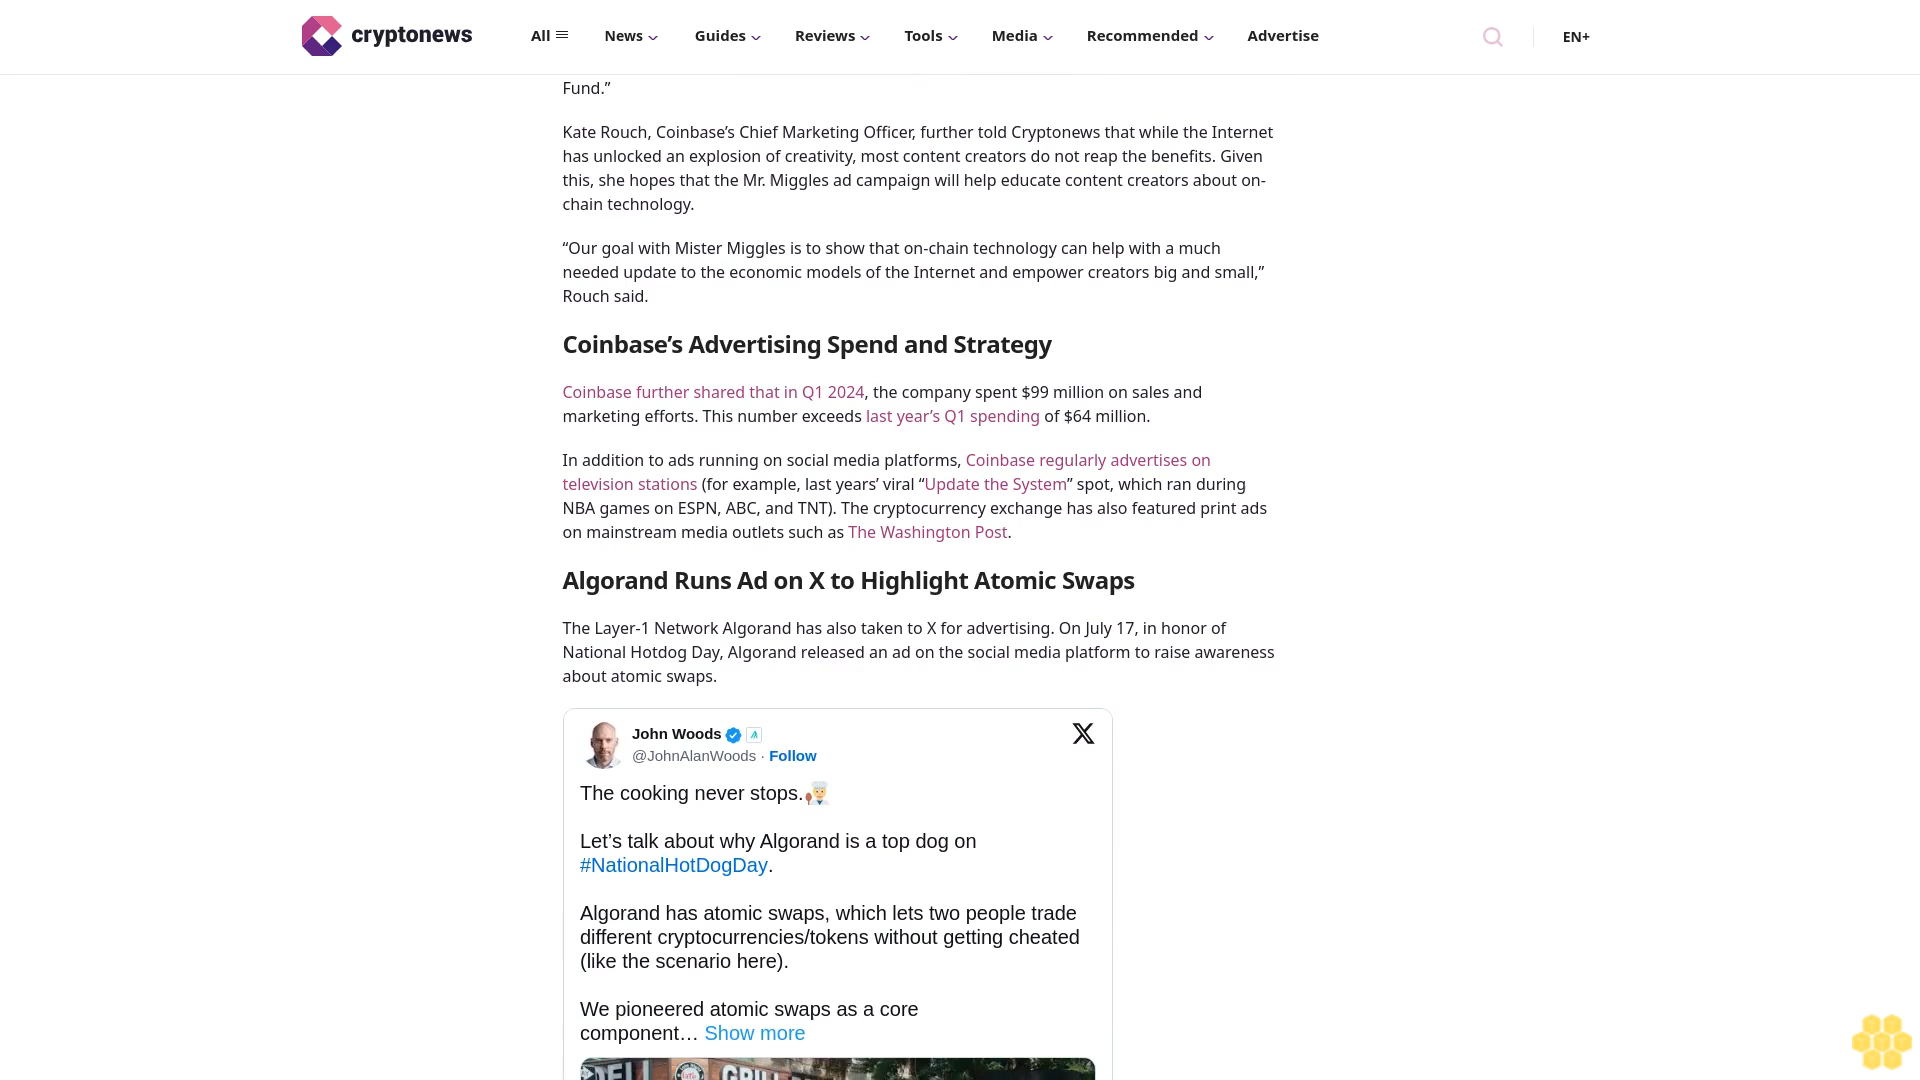 cryptonews
All
News
Guides
Reviews
Tools
Media
Recommended
Advertise
EN+
Fund.”
Kate Rouch, Coinbase’s Chief Marketing Officer, further told Cryptonews that while the Internet
has unlocked an explosion of creativity, most content creators do not reap the benefits. Given
this, she hopes that the Mr. Miggles ad campaign will help educate content creators about on-
chain technology.
“Our goal with Mister Miggles is to show that on-chain technology can help with a much
needed update to the economic models of the Internet and empower creators big and small,”
Rouch said.
Coinbase’s Advertising Spend and Strategy
Coinbase further shared that in Q1 2024, the company spent $99 million on sales and
marketing efforts. This number exceeds last year’s Q1 spending of $64 million.
In addition to ads running on social media platforms, Coinbase regularly advertises on
television stations (for example, last years’ viral “Update the System” spot, which ran during
NBA games on ESPN, ABC, and TNT). The cryptocurrency exchange has also featured print ads
on mainstream media outlets such as The Washington Post.
Algorand Runs Ad on X to Highlight Atomic Swaps
The Layer-1 Network Algorand has also taken to X for advertising. On July 17, in honor of
National Hotdog Day, Algorand released an ad on the social media platform to raise awareness
about atomic swaps.
John Woods
@JohnAlanWoods · Follow
The cooking never stops.
Let’s talk about why Algorand is a top dog on
#NationalHotDogDay.
Algorand has atomic swaps, which lets two people trade
different cryptocurrencies/tokens without getting cheated
(like the scenario here).
We pioneered atomic swaps as a core
component… Show more
DELI